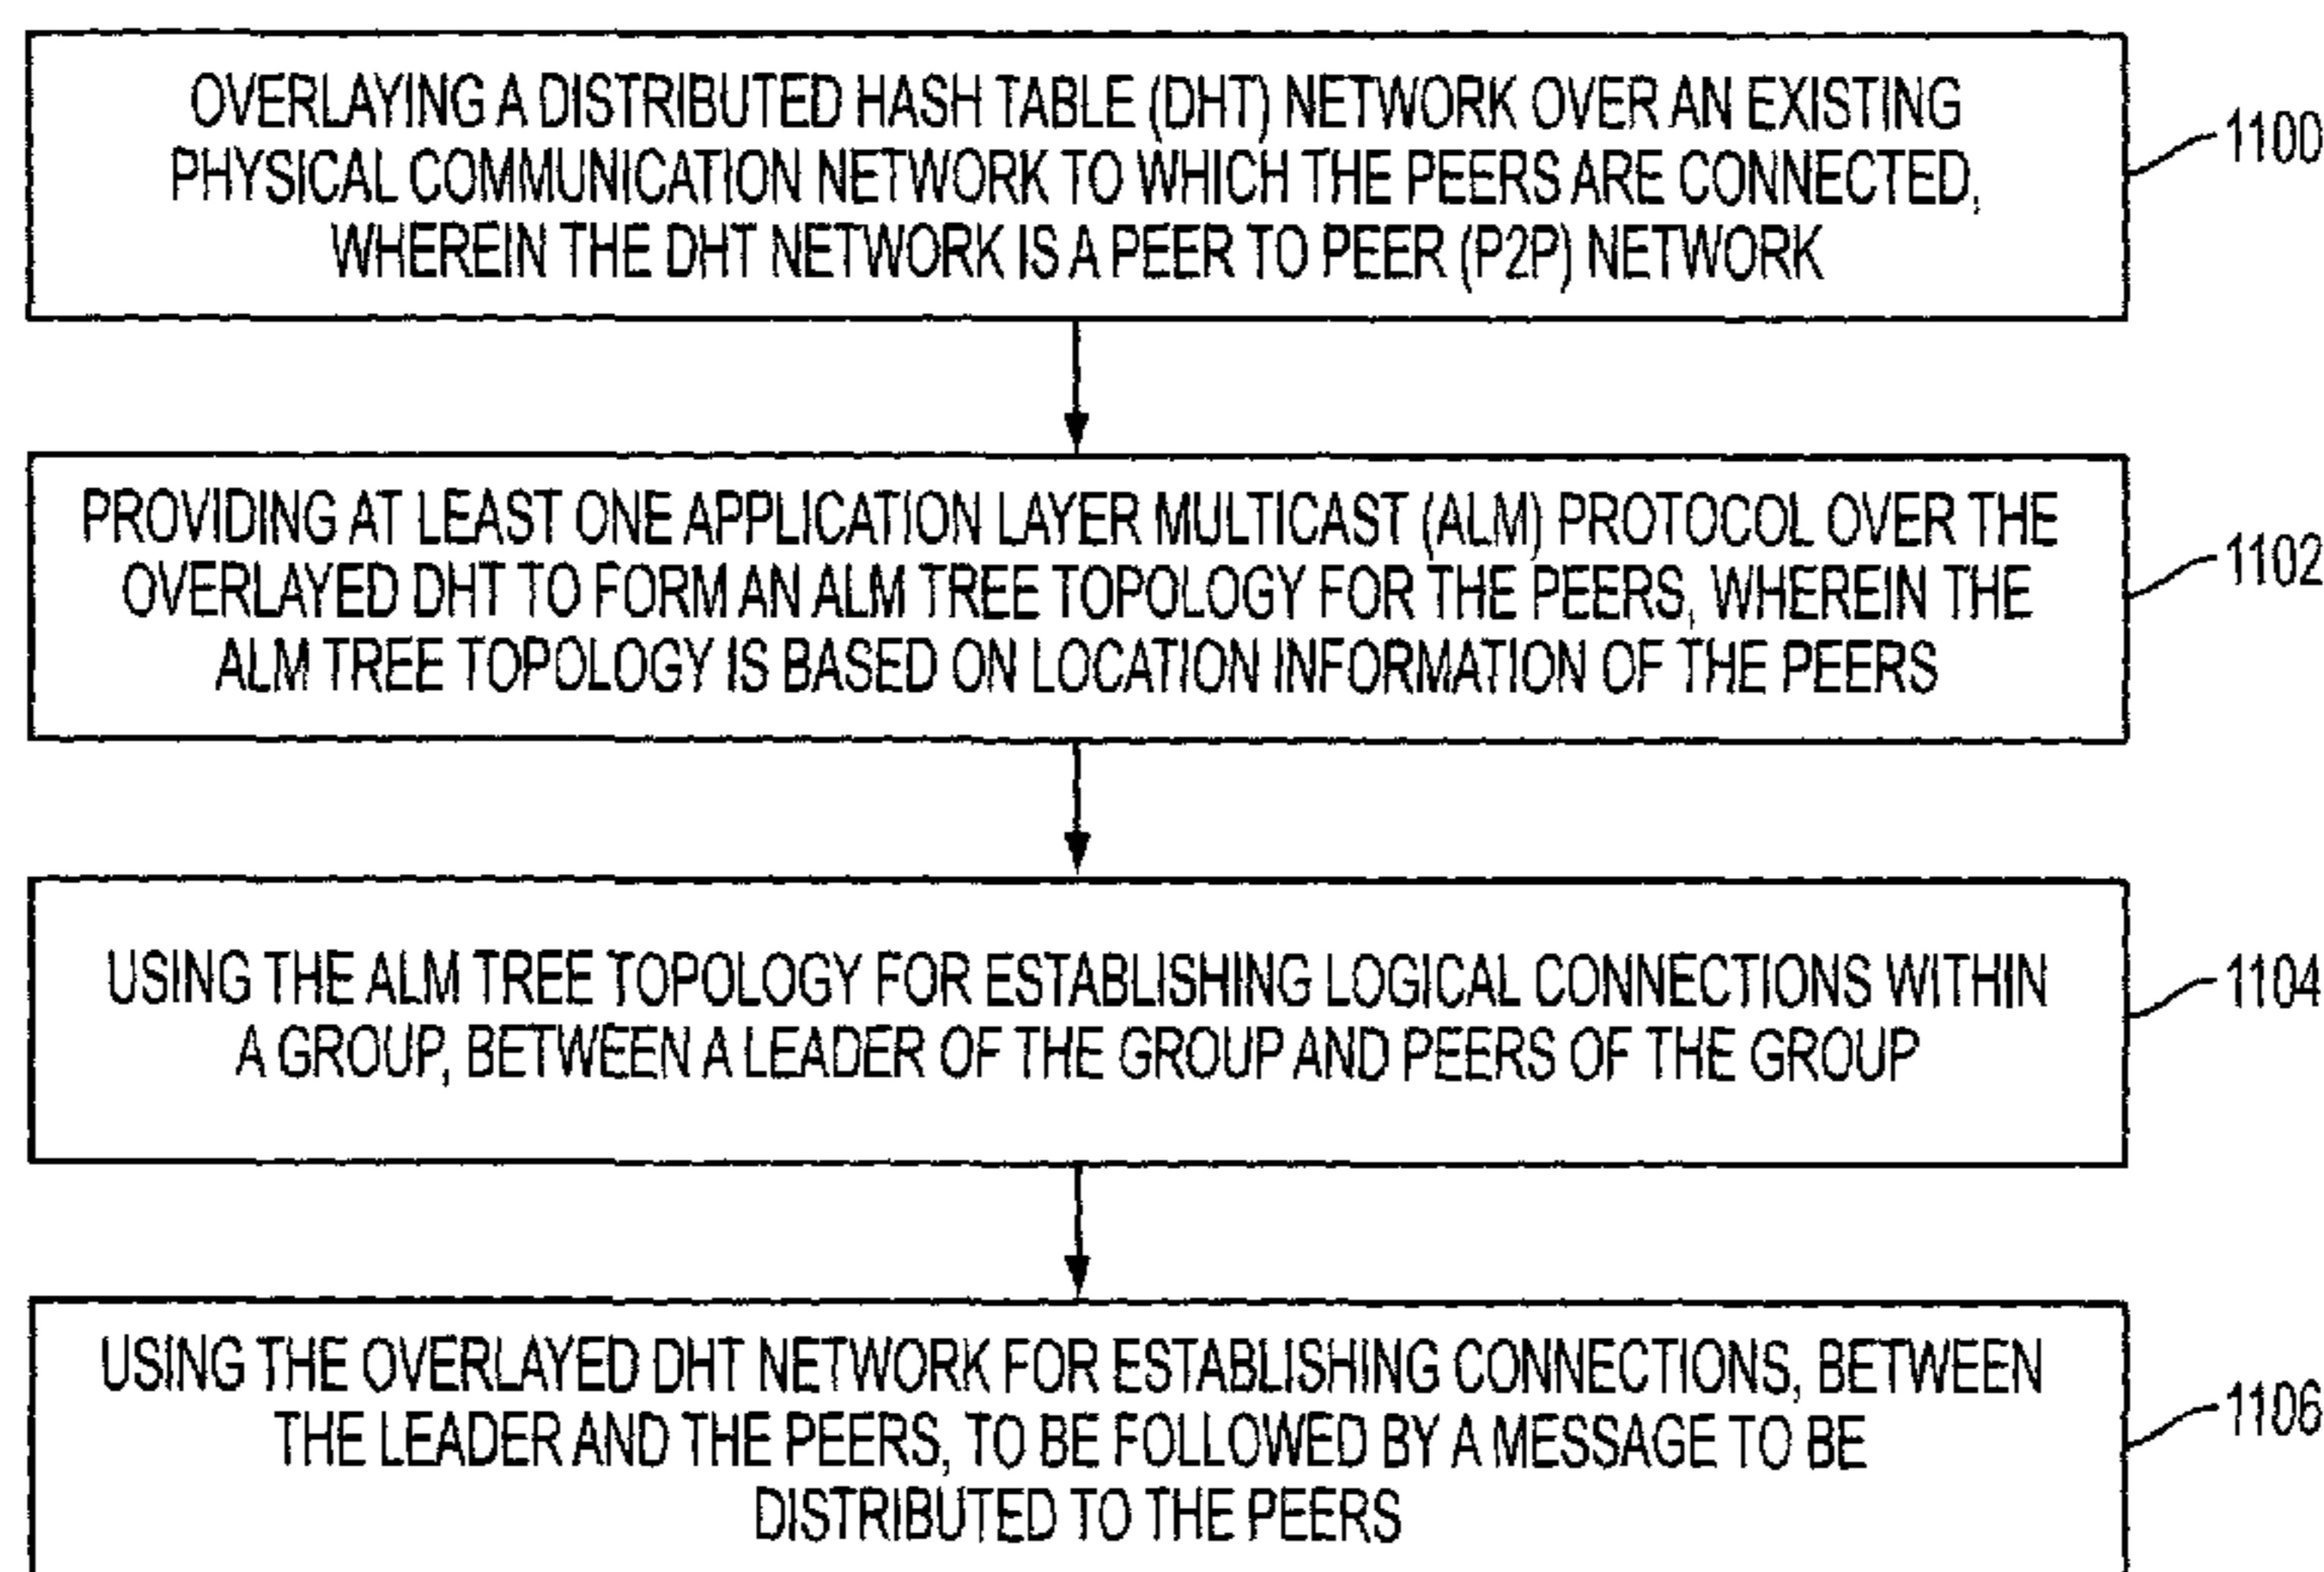 OVERLAYING A DISTRIBUTED HASH TABLE (DHT) NETWORK OVER AN EXISTING
PHYSICAL COMMUNICATION NETWORK TO WHICH THE PEERS ARE CONNECTED,
WHEREIN THE DHT NETWORK IS A PEER TO PEER (P2P) NETWORK
1100
PROVIDING AT LEAST ONE APPLICATION LAYER MULTICAST (ALM) PROTOCOL OVER THE
OVERLAYED DHT TO FORM AN ALM TREE TOPOLOGY FOR THE PEERS, WHEREIN THE
ALM TREE TOPOLOGY IS BASED ON LOCATION INFORMATION OF THE PEERS
1102
USING THE ALM TREE TOPOLOGY FOR ESTABLISHING LOGICAL CONNECTIONS WITHIN
A GROUP, BETWEEN A LEADER OF THE GROUP AND PEERS OF THE GROUP
1104
USING THE OVERLAYED DHT NETWORK FOR ESTABLISHING CONNECTIONS, BETWEEN
THE LEADER AND THE PEERS, TO BE FOLLOWED BY A MESSAGE TO BE
DISTRIBUTED TO THE PEERS
1106